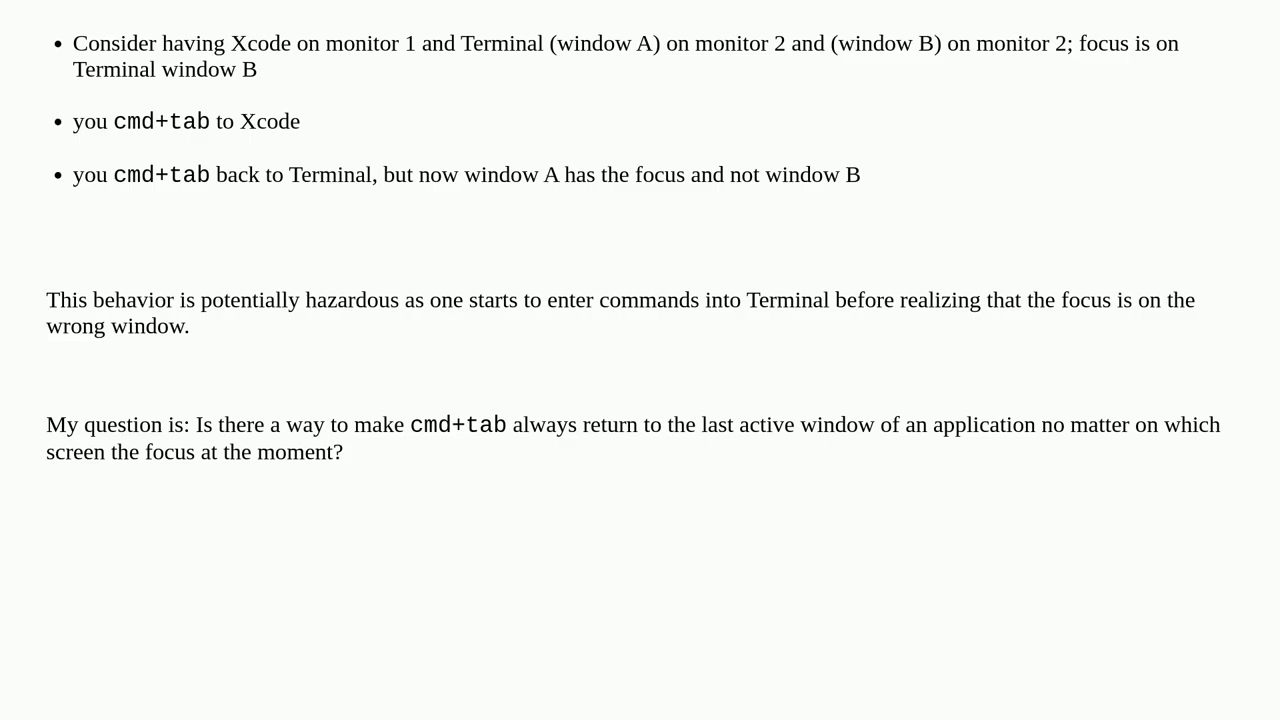 • Consider having Xcode on monitor 1 and Terminal (window A) on monitor 2 and (window B) on monitor 2; focus is on
Terminal window B
• you cmd+tab to Xcode
• you cmd+tab back to Terminal, but now window A has the focus and not window B
This behavior is potentially hazardous as one starts to enter commands into Terminal before realizing that the focus is on the
wrong window.
My question is: Is there a way to make cmd+tab always return to the last active window of an application no matter on which
screen the focus at the moment?